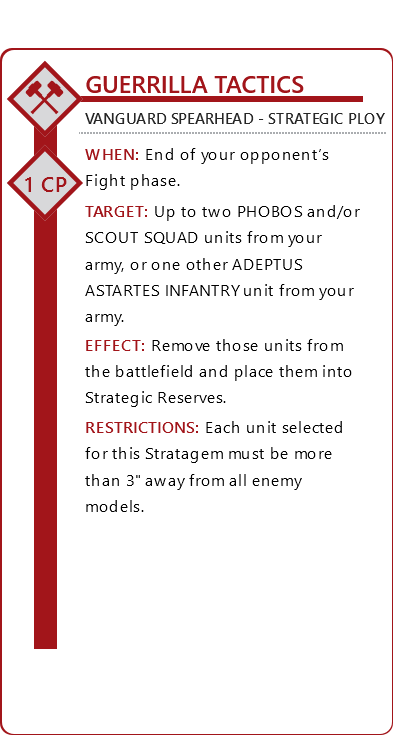 GUERRILLA TACTICS
VANGUARD SPEARHEAD - STRATEGIC PLOY
1 CP
WHEN: End of your opponent's
Fight phase.
TARGET: Up to two PHOBOS and/or
SCOUT SQUAD units from your
army, or one other ADEPTUS
ASTARTES INFANTRY unit from your
army.
EFFECT: Remove those units from
the battlefield and place them into
Strategic Reserves.
RESTRICTIONS: Each unit selected
for this Stratagem must be more
than 3" away from all enemy
models.